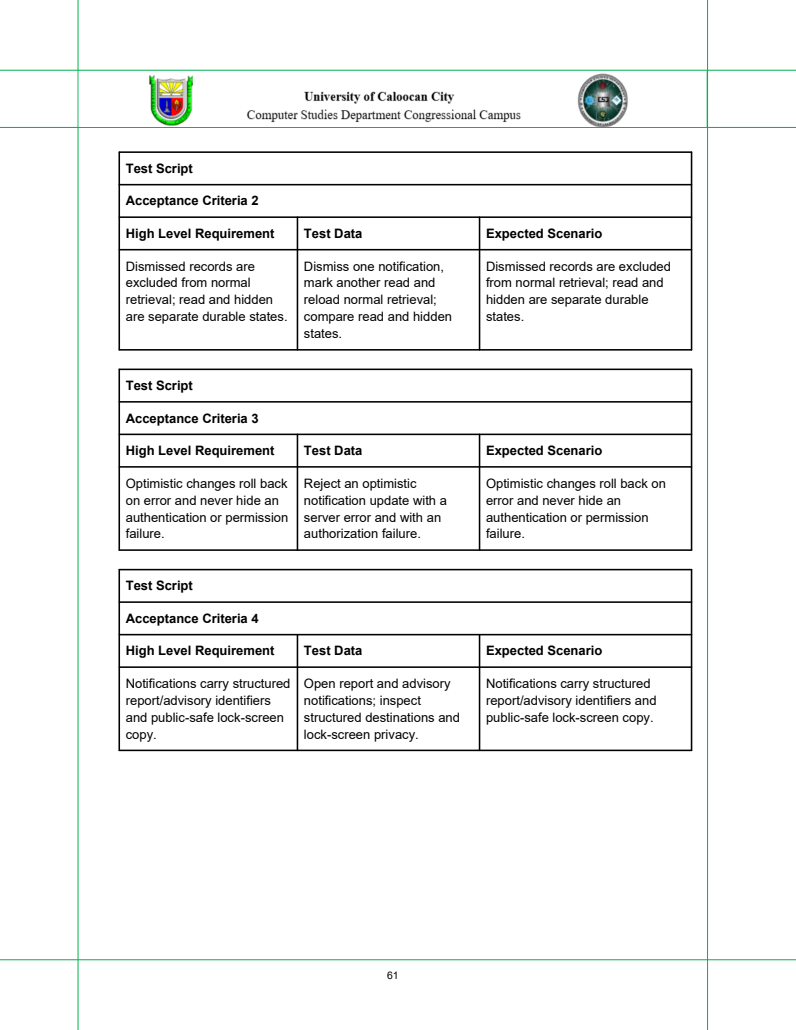 University of Caloocan City
Computer Studies Department Congressional Campus
Test Script
Acceptance Criteria 2
High Level Requirement
Test Data
Expected Scenario
Dismissed records are
excluded from normal
retrieval; read and hidden
are separate durable states.
Dismiss one notification,
mark another read and
reload normal retrieval;
compare read and hidden
states.
Dismissed records are excluded
from normal retrieval; read and
hidden are separate durable
states.
Test Script
Acceptance Criteria 3
High Level Requirement
Test Data
Expected Scenario
Optimistic changes roll back
on error and never hide an
authentication or permission
failure.
Reject an optimistic
notification update with a
server error and with an
authorization failure.
Optimistic changes roll back on
error and never hide an
authentication or permission
failure.
Test Script
Acceptance Criteria 4
High Level Requirement
Test Data
Expected Scenario
Notifications carry structured
report/advisory identifiers
and public-safe lock-screen
copy.
Open report and advisory
notifications; inspect
structured destinations and
lock-screen privacy.
Notifications carry structured
report/advisory identifiers and
public-safe lock-screen copy.
61